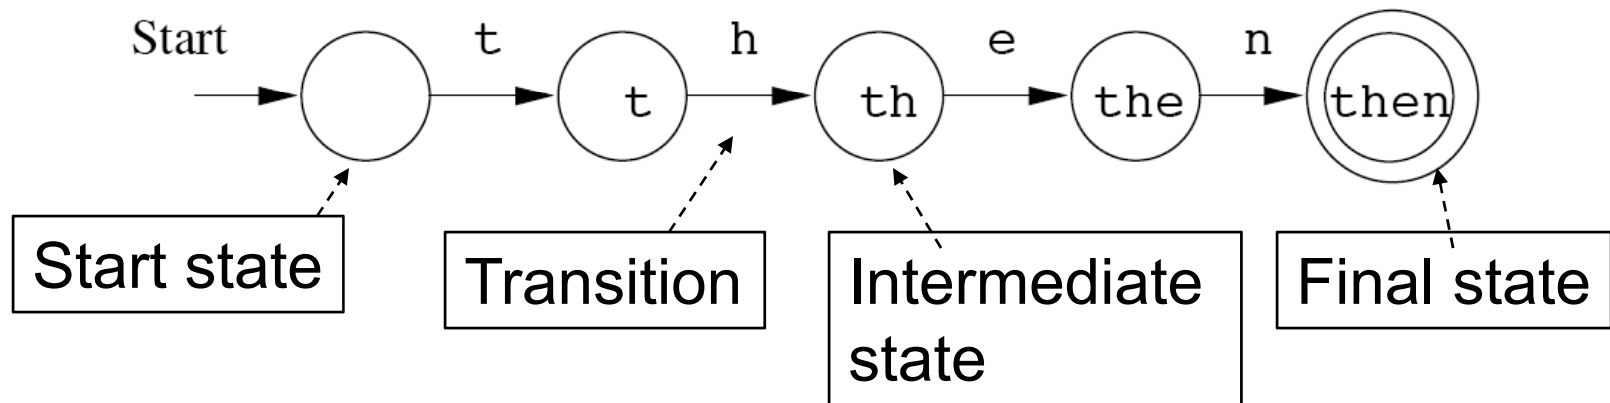 Start t h e n
t th the then
Start state Transition Intermediate Final state
state